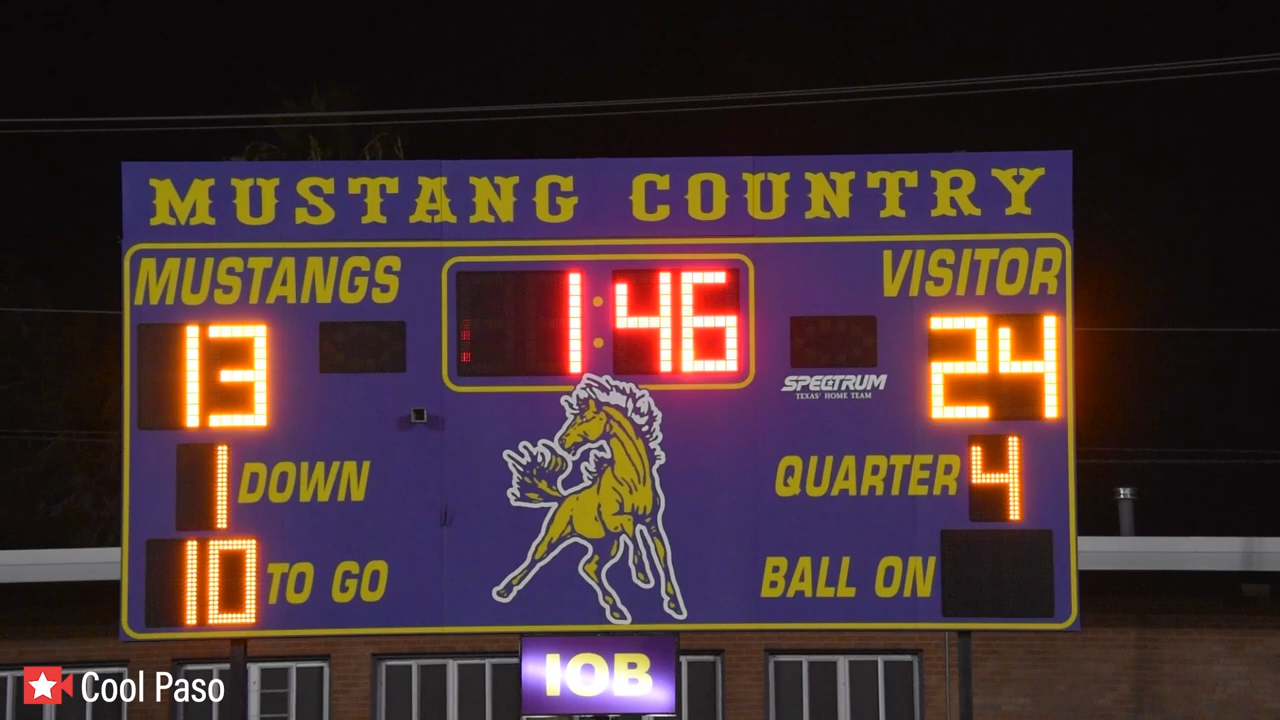 MUSTANG COUNTRY
MUSTANGS
1:46
VISITOR
13
24
SPECTRUM
TEXAS' HOME TEAM
1 DOWN
QUARTER 4
10 TO GO
BALL ON
IOB
Cool Paso